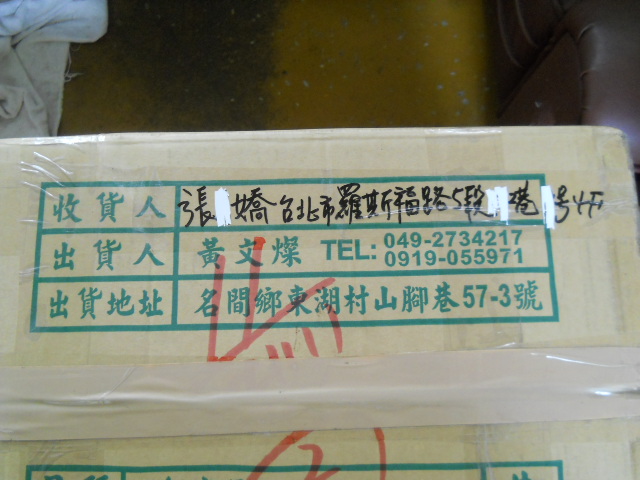 收貨人 張 嬌 台北市羅斯福路5段 巷 号4F
出貨人 黃文燦 TEL: 049-2734217
0919-055971
出貨地址 名間鄉東湖村山腳巷57-3號